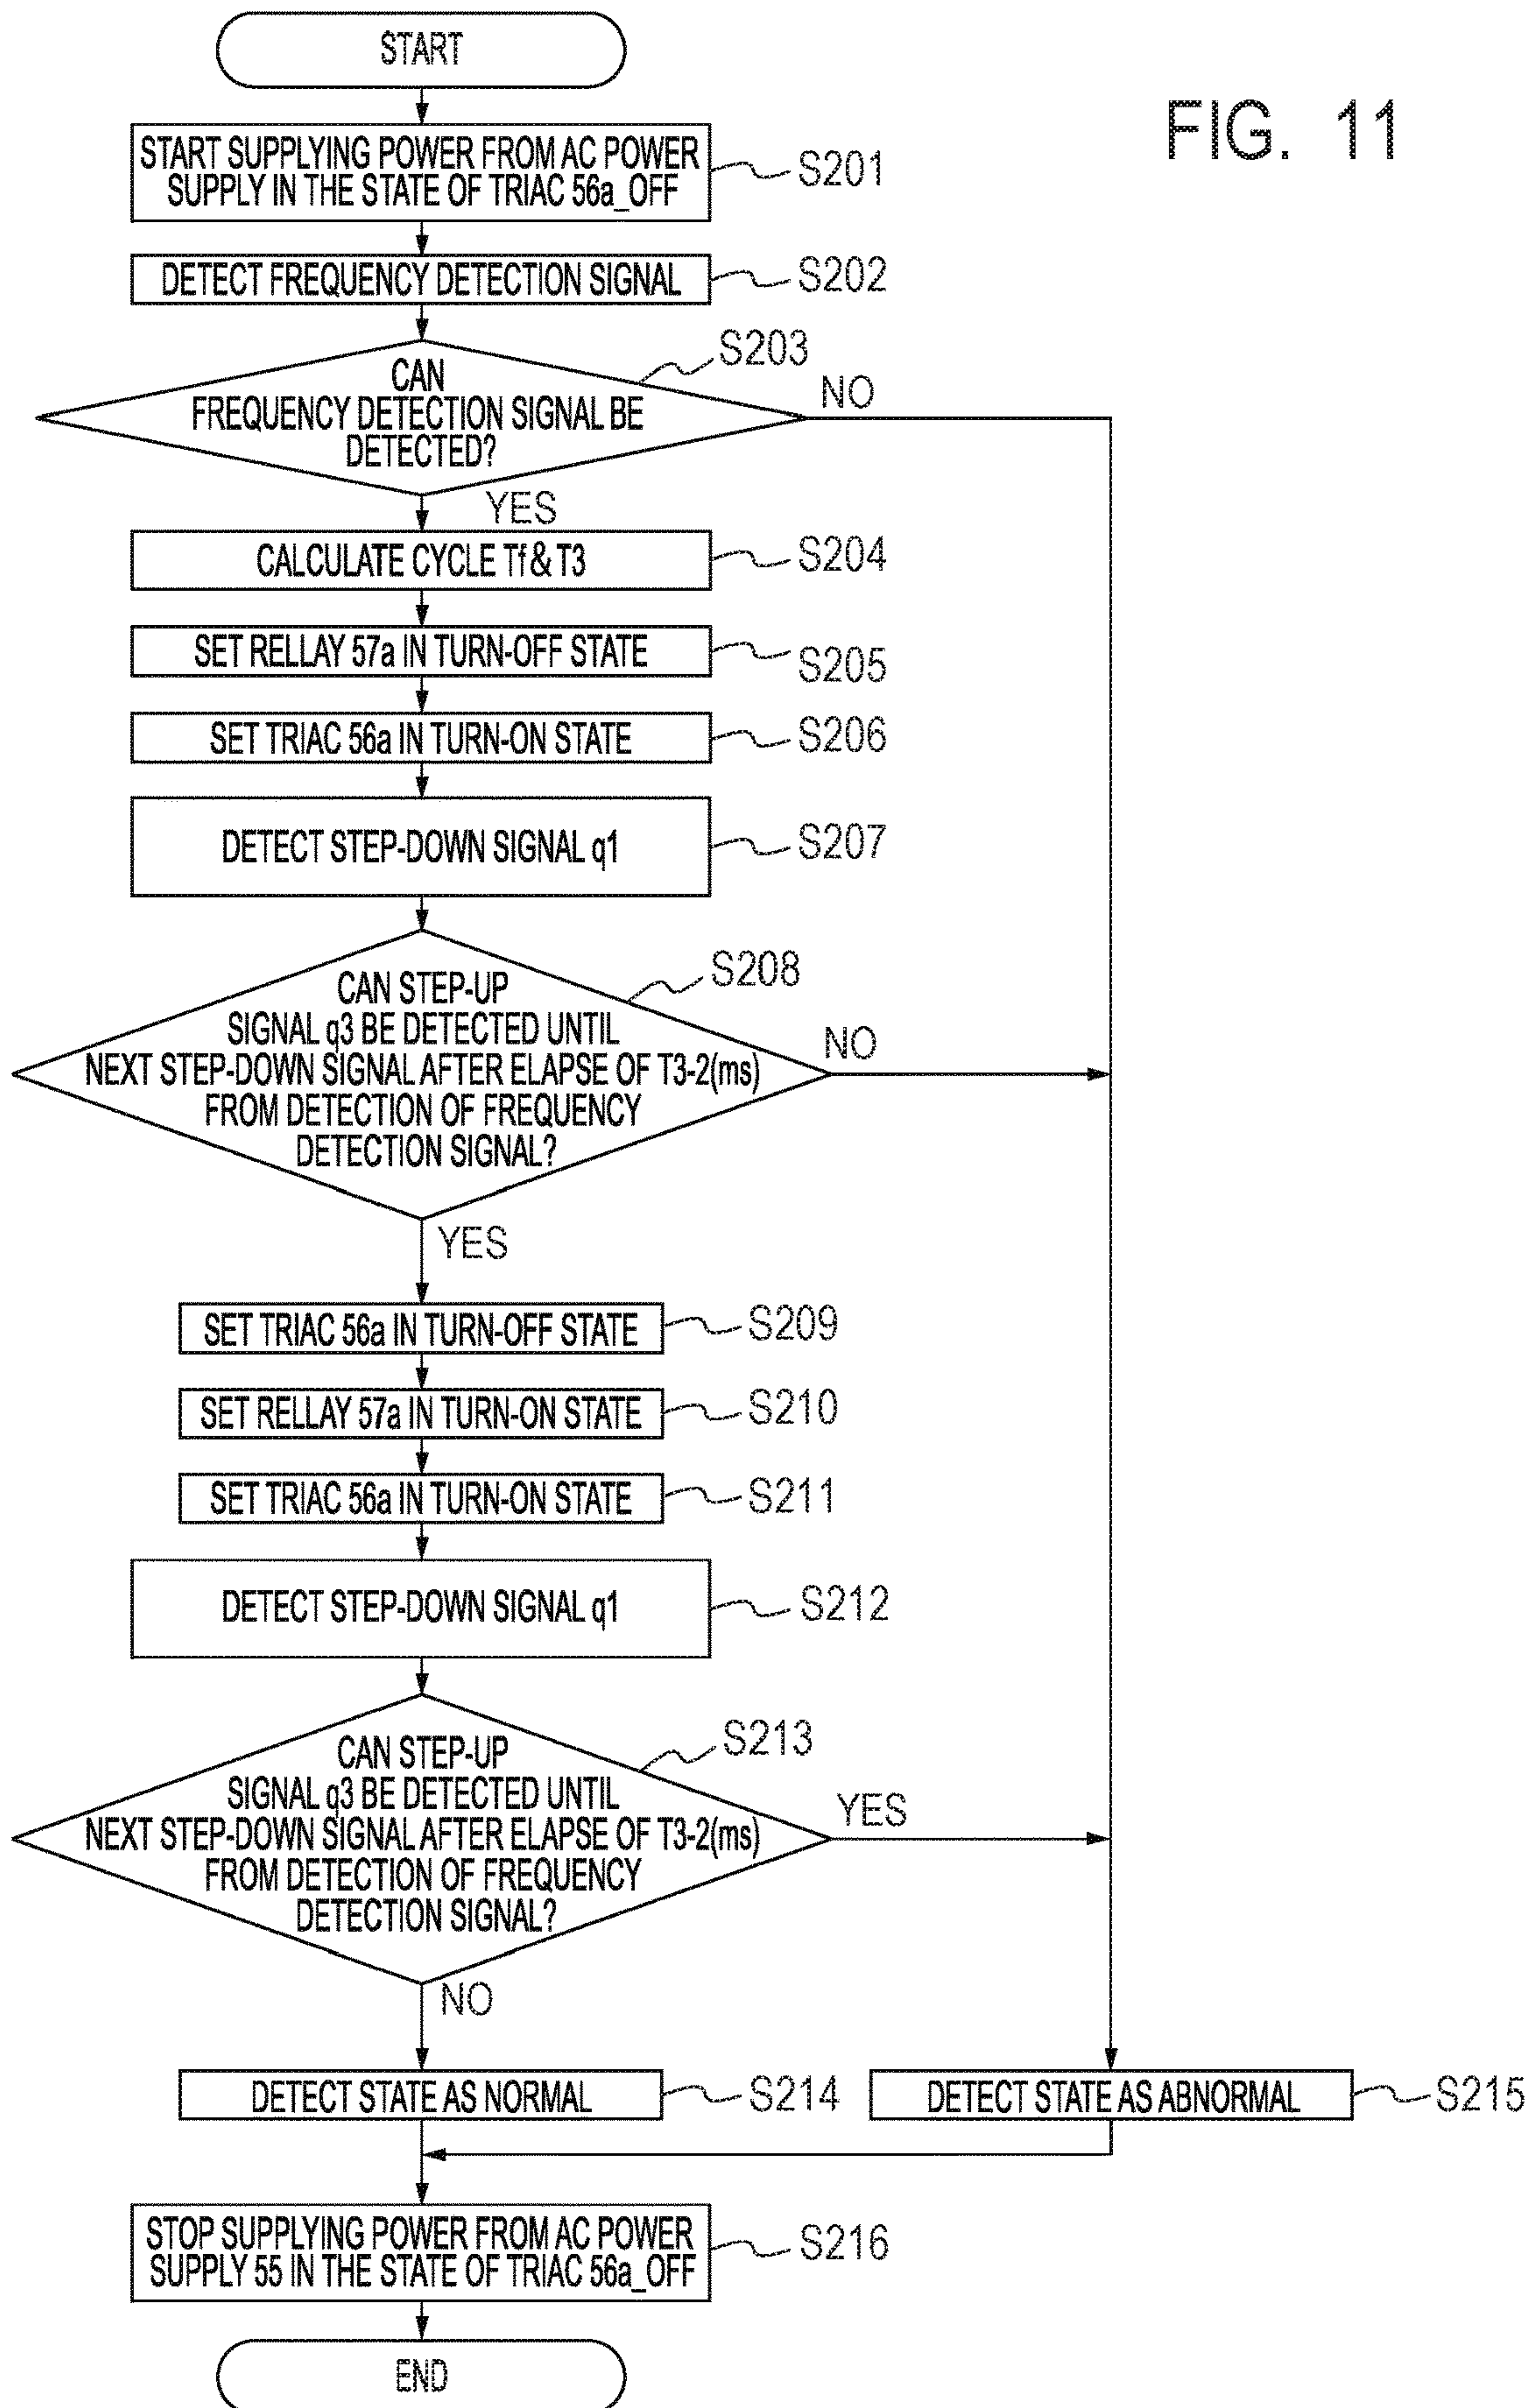 START
FIG. 11
START SUPPLYING POWER FROM AC POWER
SUPPLY IN THE STATE OF TRIAC 56a_OFF
S201
DETECT FREQUENCY DETECTION SIGNAL
S202
S203
CAN
FREQUENCY DETECTION SIGNAL BE
DETECTED?
NO
YES
CALCULATE CYCLE Tf & T3
S204
SET RELLAY 57a IN TURN-OFF STATE
S205
SET TRIAC 56a IN TURN-ON STATE
S206
DETECT STEP-DOWN SIGNAL q1
S207
S208
CAN STEP-UP
SIGNAL q3 BE DETECTED UNTIL
NEXT STEP-DOWN SIGNAL AFTER ELAPSE OF T3-2(ms)
FROM DETECTION OF FREQUENCY
DETECTION SIGNAL?
NO
YES
SET TRIAC 56a IN TURN-OFF STATE
S209
SET RELLAY 57a IN TURN-ON STATE
S210
SET TRIAC 56a IN TURN-ON STATE
S211
DETECT STEP-DOWN SIGNAL q1
S212
S213
CAN STEP-UP
SIGNAL q3 BE DETECTED UNTIL
NEXT STEP-DOWN SIGNAL AFTER ELAPSE OF T3-2(ms)
FROM DETECTION OF FREQUENCY
DETECTION SIGNAL?
YES
NO
DETECT STATE AS NORMAL
S214
DETECT STATE AS ABNORMAL
S215
STOP SUPPLYING POWER FROM AC POWER
SUPPLY 55 IN THE STATE OF TRIAC 56a_OFF
S216
END